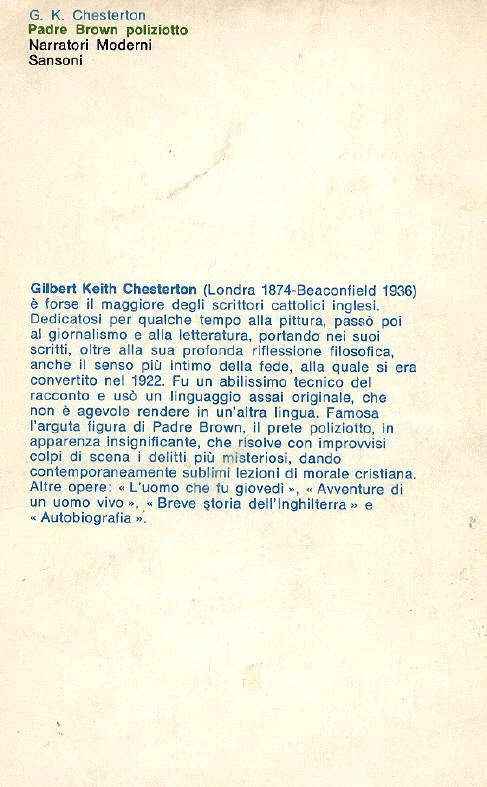 G. K. Chesterton
Padre Brown poliziotto
Narratori Moderni
Sansoni
Gilbert Keith Chesterton (Londra 1874-Beaconfield 1936)
è forse il maggiore degli scrittori cattolici inglesi.
Dedicatosi per qualche tempo alla pittura, passò poi
al giornalismo e alla letteratura, portando nei suoi
scritti, oltre alla sua profonda riflessione filosofica,
anche il senso più intimo della fede, alla quale si era
convertito nel 1922. Fu un abilissimo tecnico del
racconto e usò un linguaggio assai originale, che
non è agevole rendere in un'altra lingua. Famosa
l'arguta figura di Padre Brown, il prete poliziotto, in
apparenza insignificante, che risolve con improvvisi
colpi di scena i delitti più misteriosi, dando
contemporaneamente sublimi lezioni di morale cristiana.
Altre opere: « L'uomo che fu giovedì », « Avventure di
un uomo vivo », « Breve storia dell'Inghilterra » e
« Autobiografia ».